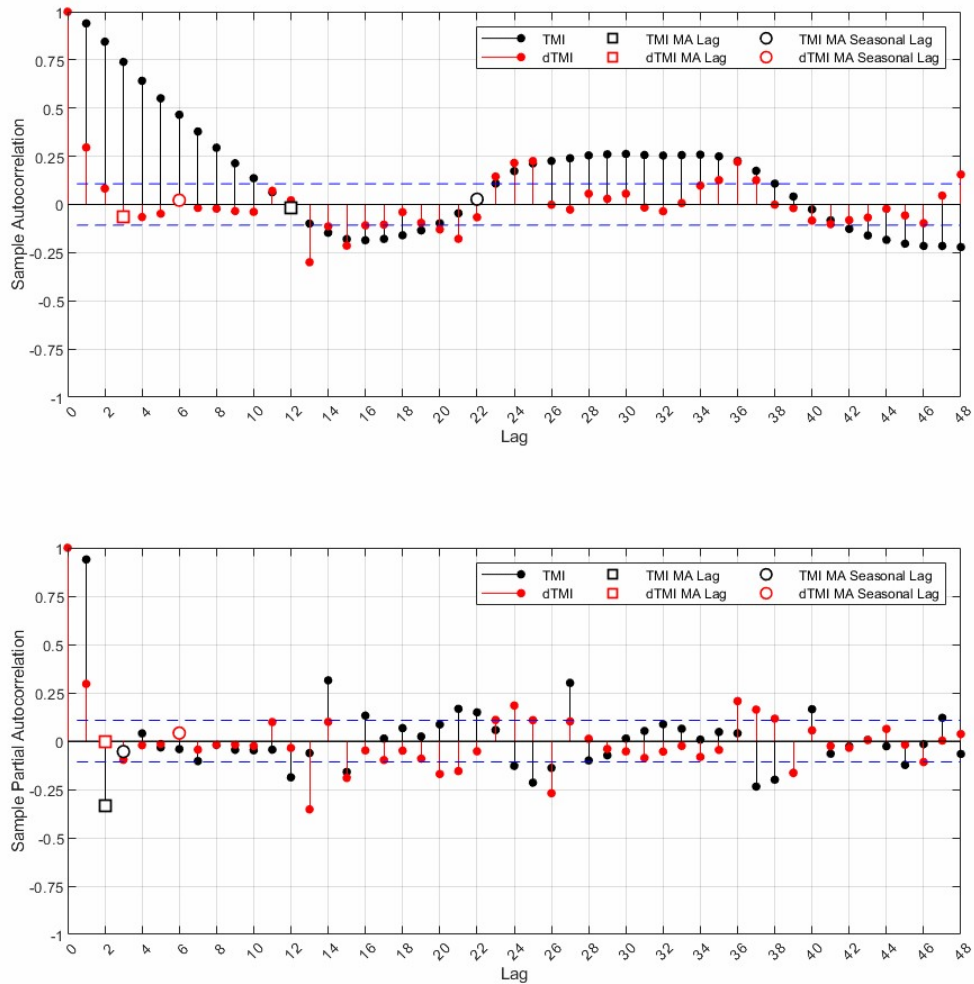 1
0.75
0.5
0.25
0
-0.25
-0.5
-0.75
-1
Sample Autocorrelation
TMI
TMI MA Lag
TMI MA Seasonal Lag
dTMI
dTMI MA Lag
dTMI MA Seasonal Lag
0 2 4 6 8 10 12 14 16 18 20 22 24 26 28 30 32 34 36 38 40 42 44 46 48
Lag
1
0.75
0.5
0.25
0
-0.25
-0.5
-0.75
-1
Sample Partial Autocorrelation
TMI
TMI MA Lag
TMI MA Seasonal Lag
dTMI
dTMI MA Lag
dTMI MA Seasonal Lag
0 2 4 6 8 10 12 14 16 18 20 22 24 26 28 30 32 34 36 38 40 42 44 46 48
Lag